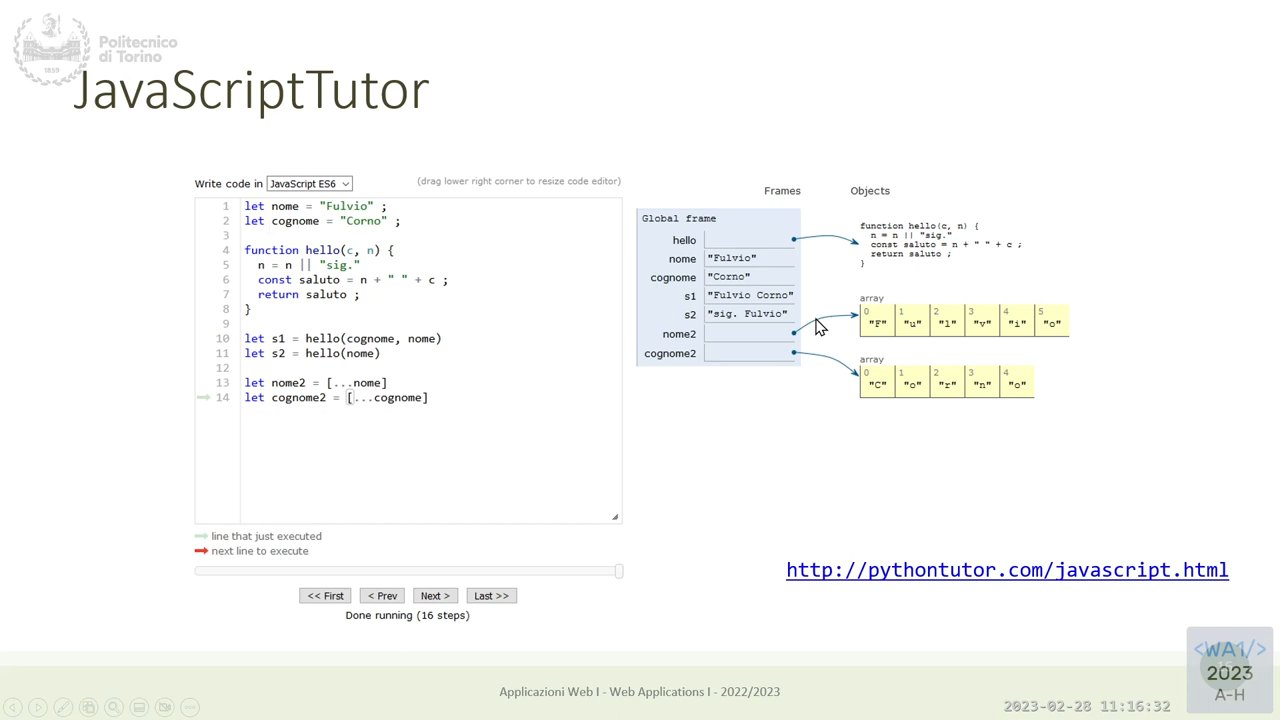 Politecnico
di Torino
1859
JavaScriptTutor
Write code in JavaScript ES6
(drag lower right corner to resize code editor)
1 let nome = "Fulvio" ;
2 let cognome = "Corno" ;
3
4 function hello(c, n) {
5 n = n || "sig."
6 const saluto = n + " " + c ;
7 return saluto ;
8 }
9
10 let s1 = hello(cognome, nome)
11 let s2 = hello(nome)
12
13 let nome2 = [...nome]
14 let cognome2 = [...cognome]
line that just executed
next line to execute
<< First < Prev Next > Last >>
Done running (16 steps)
Frames Objects
Global frame
hello
nome "Fulvio"
cognome "Corno"
s1 "Fulvio Corno"
s2 "sig. Fulvio"
nome2
cognome2
function hello(c, n) {
n = n || "sig."
const saluto = n + " " + c ;
return saluto ;
}
array
0 1 2 3 4 5
"F" "u" "l" "v" "i" "o"
array
0 1 2 3 4
"C" "o" "r" "n" "o"
http://pythontutor.com/javascript.html
Applicazioni Web I - Web Applications I - 2022/2023
<WA1/>
2023
A-H
2023-02-28 11:16:32